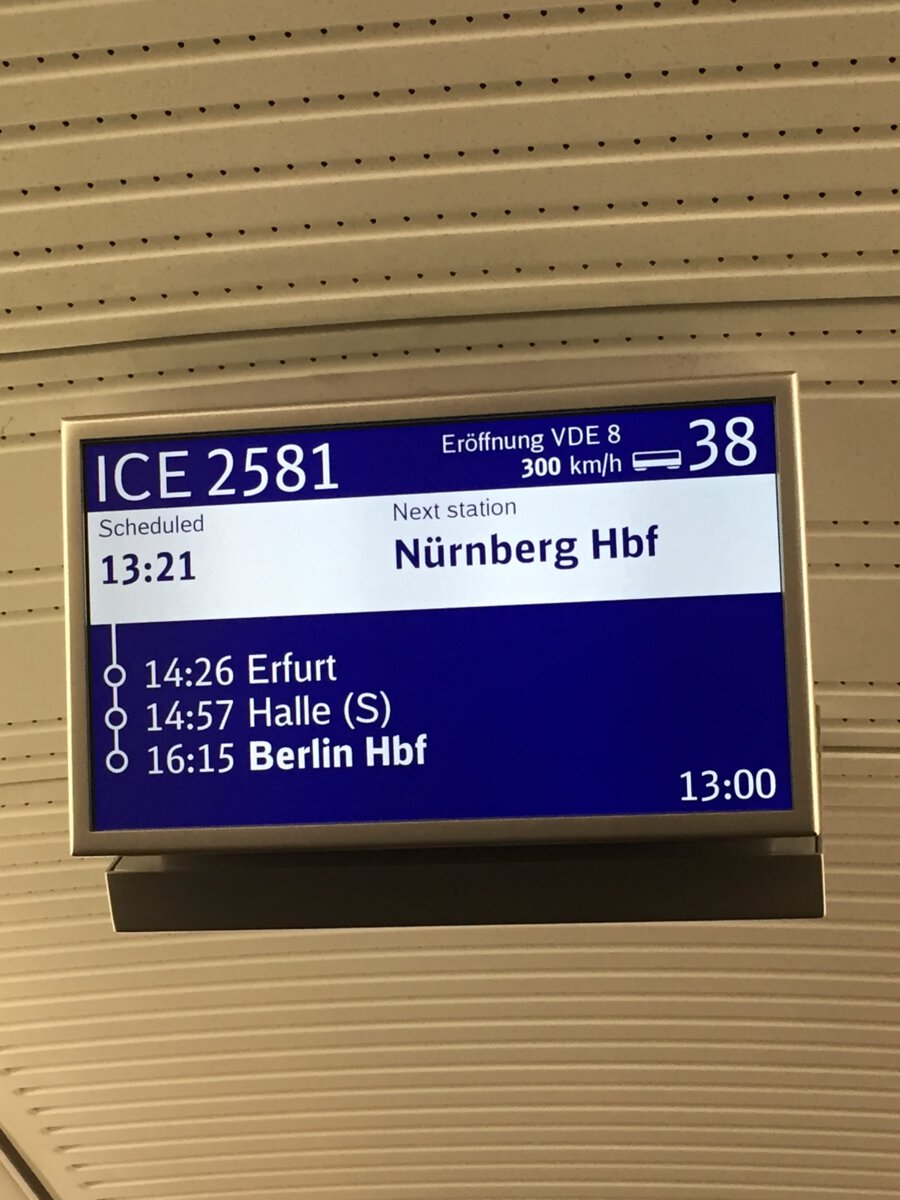 ICE 2581
Eröffnung VDE 8
300 km/h
38
Scheduled
Next station
13:21
Nürnberg Hbf
14:26 Erfurt
14:57 Halle (S)
16:15 Berlin Hbf
13:00